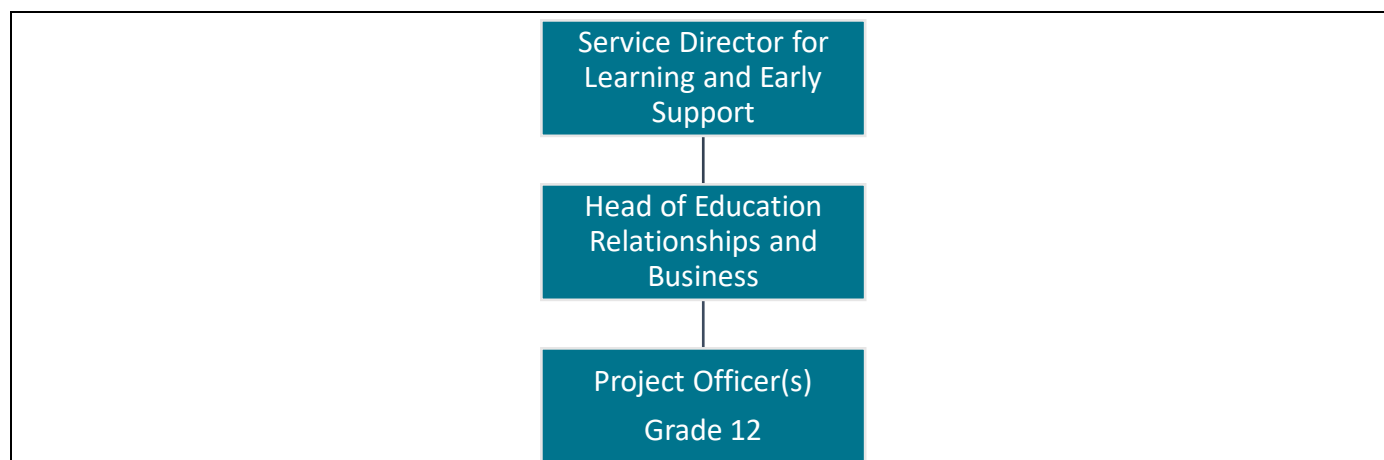 Service Director for
Learning and Early
Support
Head of Education
Relationships and
Business
Project Officer(s)
Grade 12